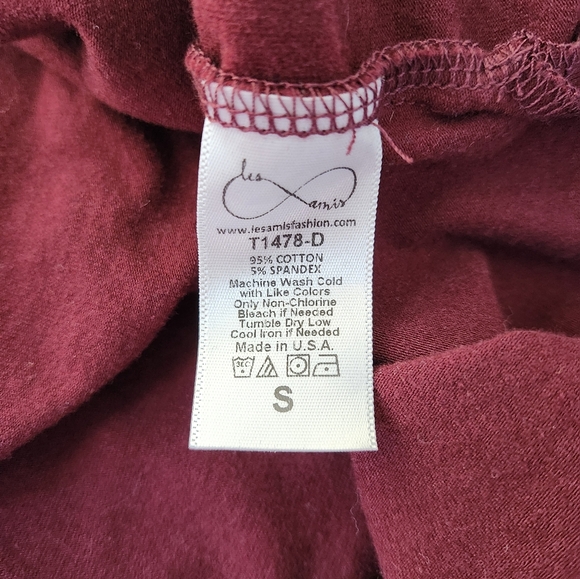 les
amis
www.lesamisfashion.com
T1478-D
95% COTTON
5% SPANDEX
Machine Wash Cold
with Like Colors
Only Non-Chlorine
Bleach if Needed
Tumble Dry Low
Cool Iron if Needed
Made in U.S.A.
30C
S